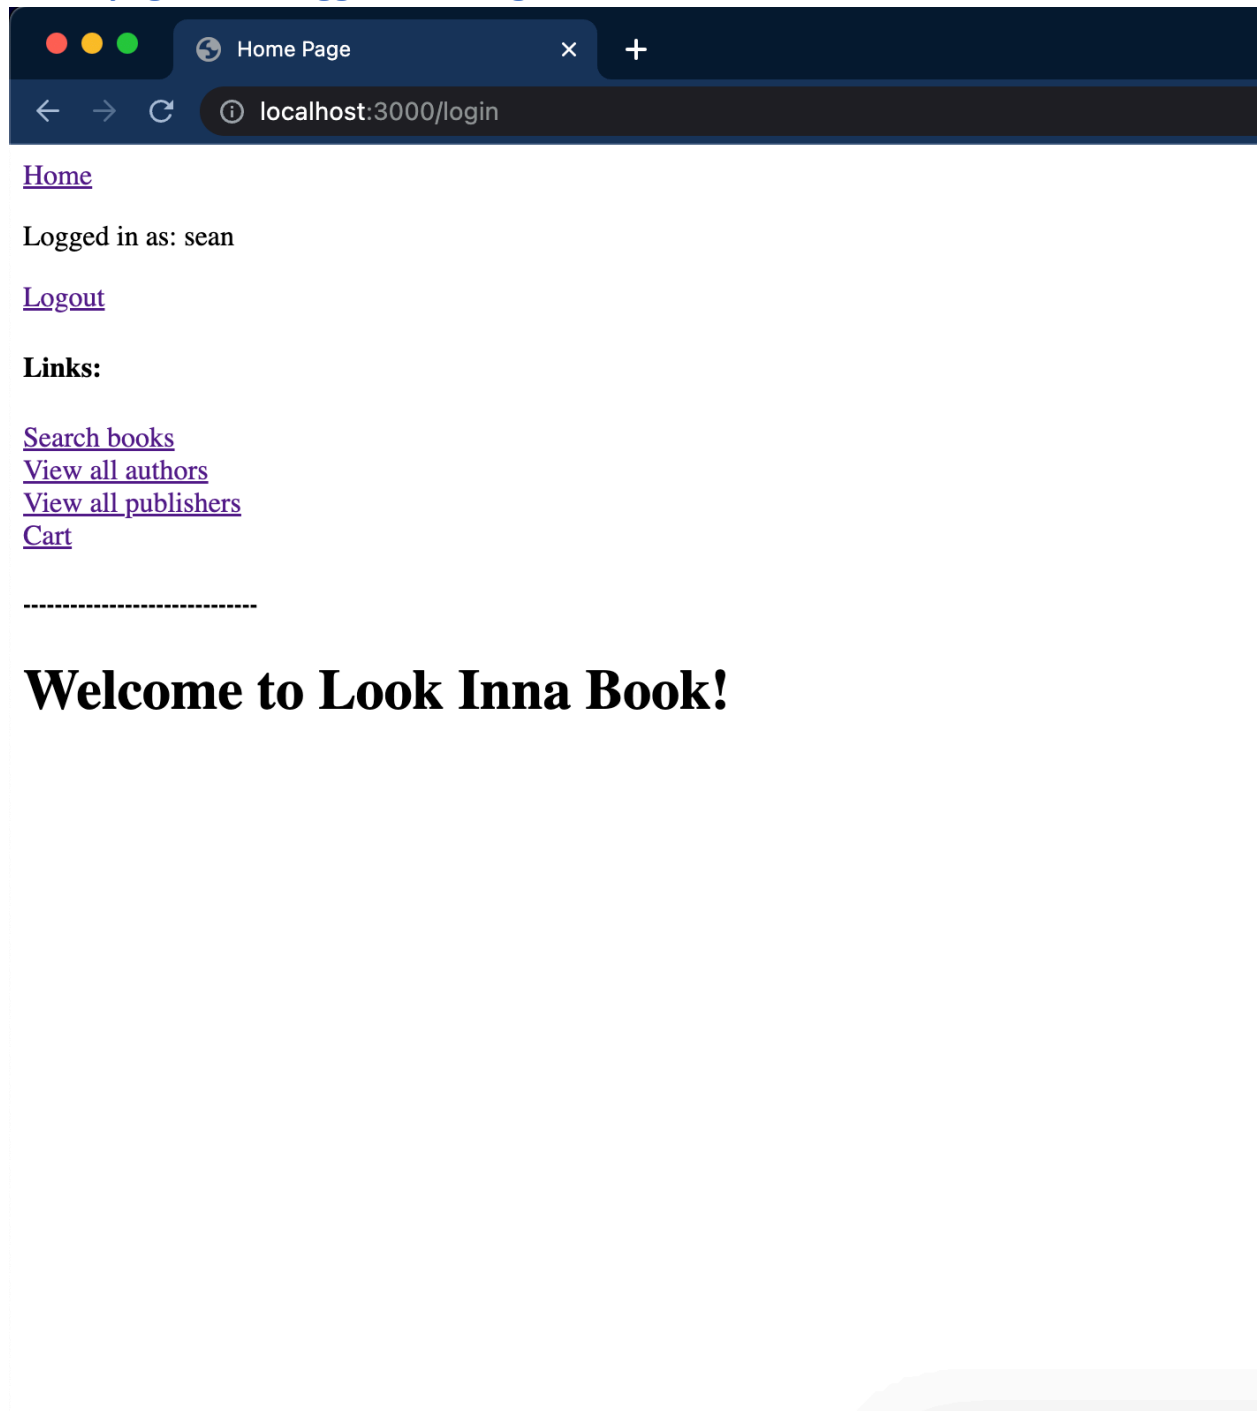 Home Page
localhost:3000/login
Home
Logged in as: sean
Logout
Links:
Search books
View all authors
View all publishers
Cart
------------------------------
Welcome to Look Inna Book!